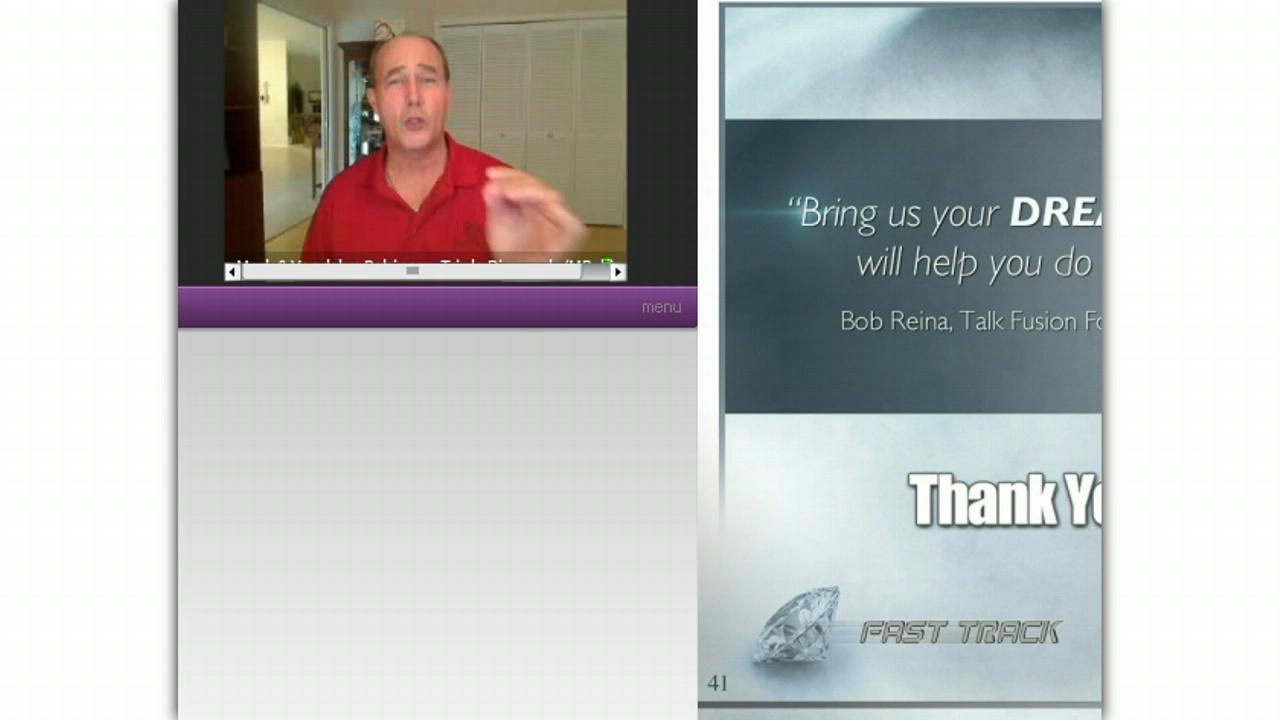 menu
“Bring us your DREA
will help you do
Bob Reina, Talk Fusion Fo
Thank Yo
FAST TRACK
41